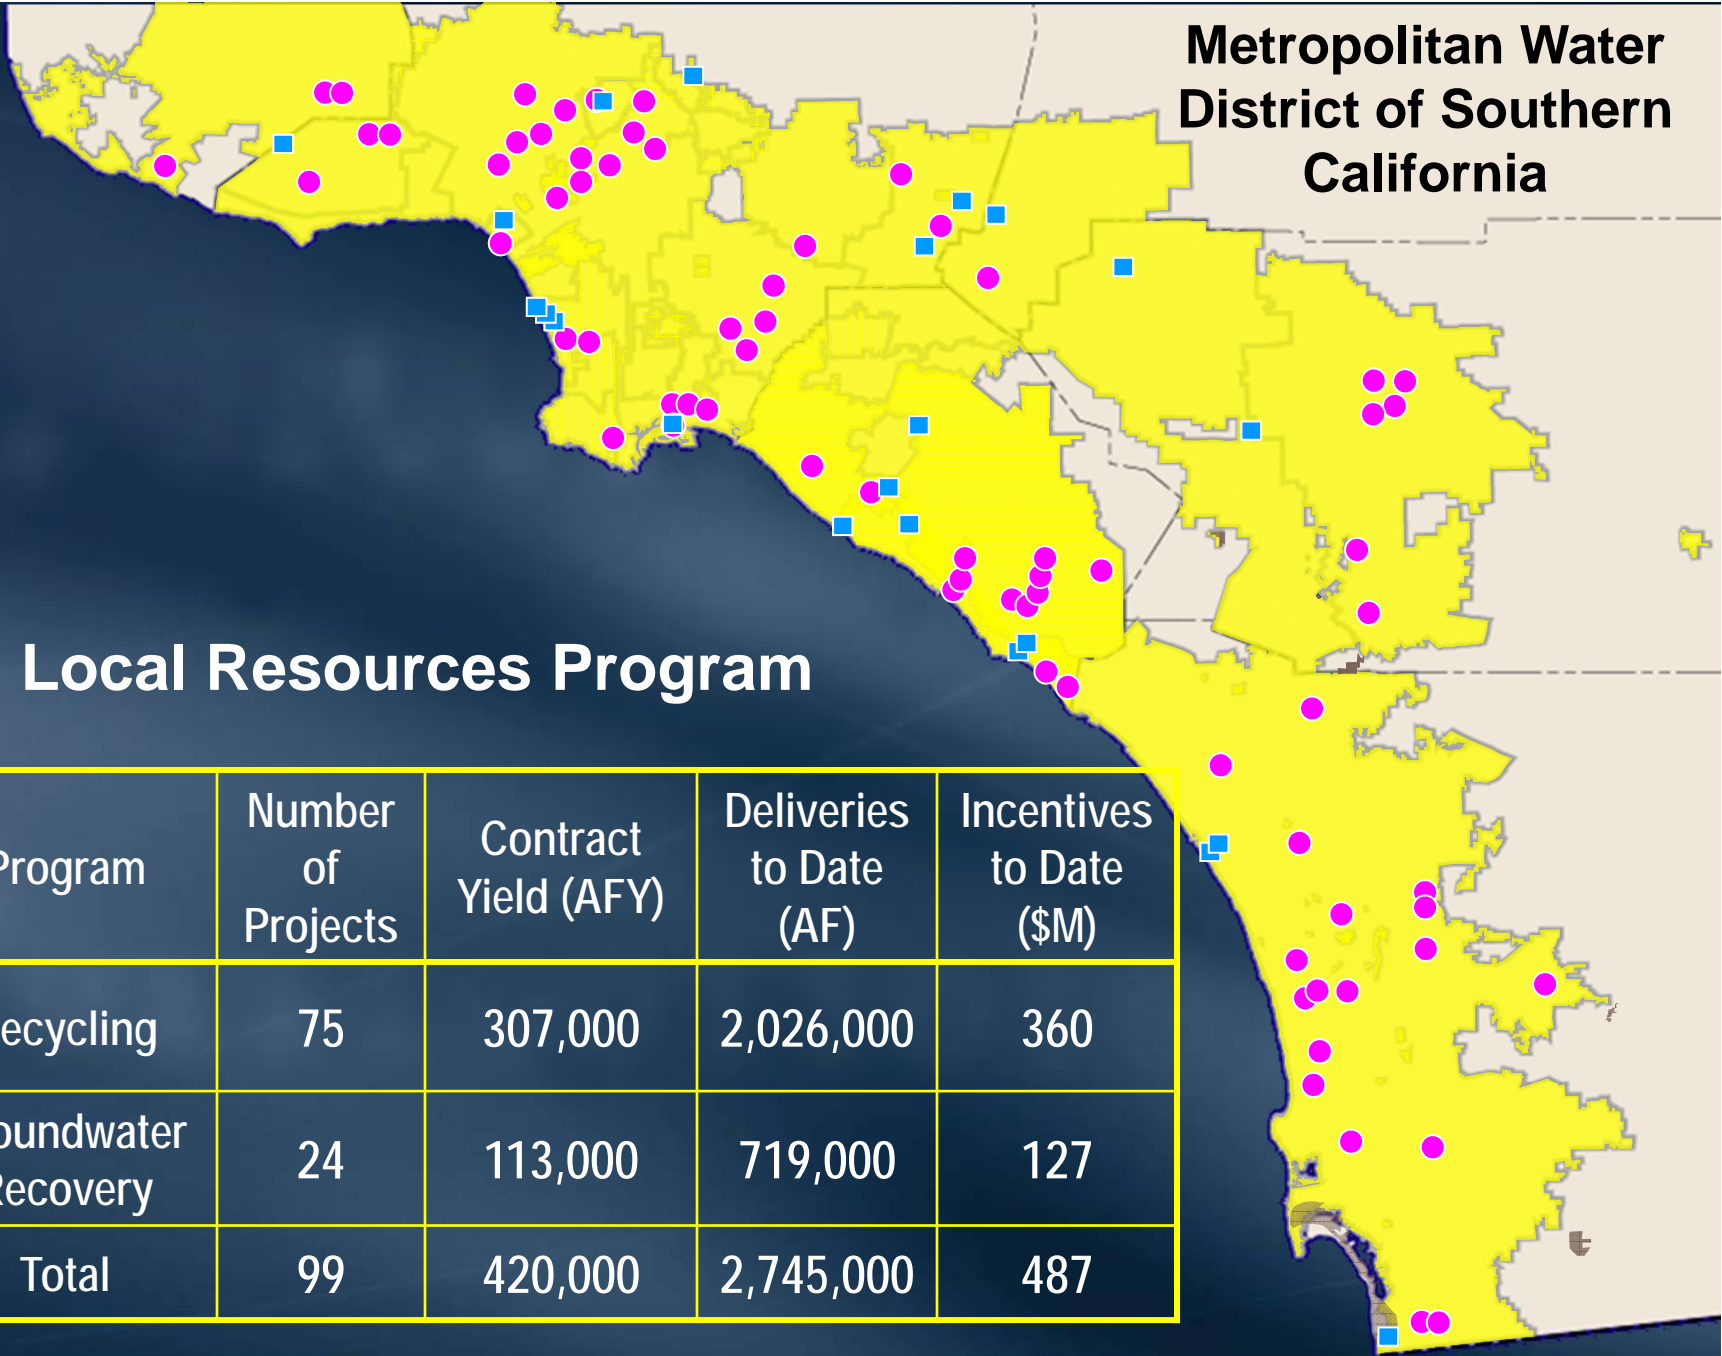 Metropolitan Water
District of Southern
California
Local Resources Program
Program
Number
of
Projects
Contract
Yield (AFY)
Deliveries
to Date
(AF)
Incentives
to Date
($M)
ecycling
75
307,000
2,026,000
360
oundwater
Recovery
24
113,000
719,000
127
Total
99
420,000
2,745,000
487